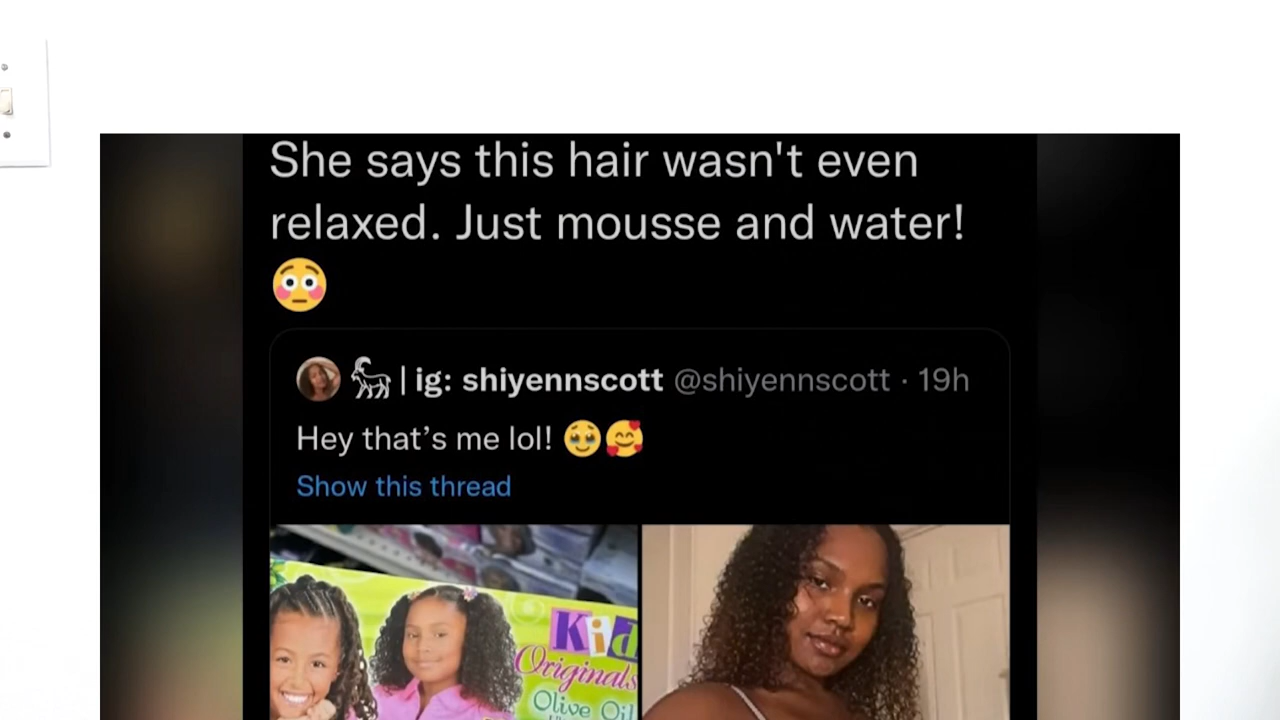 She says this hair wasn't even
relaxed. Just mousse and water!
😳
🐐 | ig: shiyennscott @shiyennscott · 19h
Hey that’s me lol! 🥹🥰
Show this thread
Kid
Originals
Olive Oil